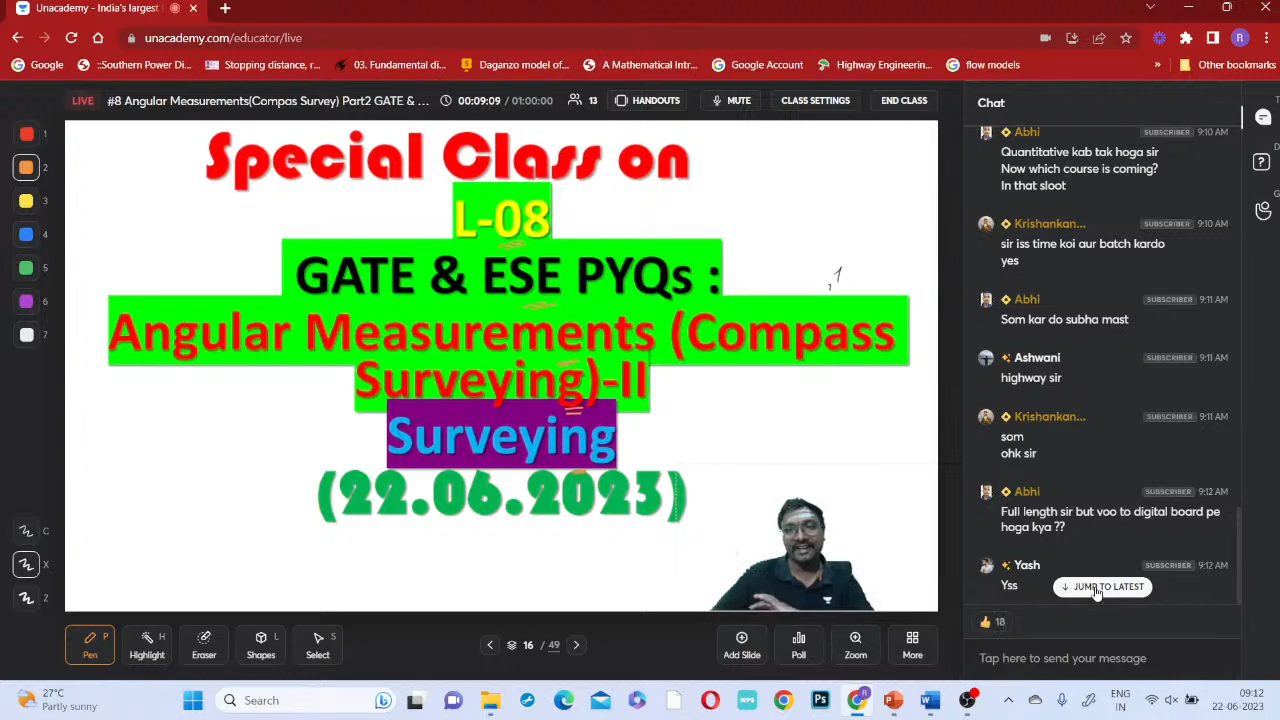 Unacademy - India's largest
unacademy.com/educator/live
Google
::Southern Power Di...
Stopping distance, r...
03. Fundamental di...
Daganzo model of...
A Mathematical Intr...
Google Account
Highway Engineerin...
flow models
»
Other bookmarks
LIVE
#8 Angular Measurements(Compas Survey) Part2 GATE & ...
00:09:09 / 01:00:00
13
HANDOUTS
MUTE
CLASS SETTINGS
END CLASS
Chat
1
2
3
4
5
6
7
C
X
Z
Special Class on
L-08
GATE & ESE PYQs :
Angular Measurements (Compass
Surveying)-II
Surveying
(22.06.2023)
Abhi SUBSCRIBER 9:10 AM
Quantitative kab tak hoga sir
Now which course is coming?
In that sloot
Krishankan... SUBSCRIBER 9:10 AM
sir iss time koi aur batch kardo
yes
Abhi SUBSCRIBER 9:11 AM
Som kar do subha mast
Ashwani SUBSCRIBER 9:11 AM
highway sir
Krishankan... SUBSCRIBER 9:11 AM
som
ohk sir
Abhi SUBSCRIBER 9:12 AM
Full length sir but voo to digital board pe
hoga kya ??
Yash SUBSCRIBER 9:12 AM
Yss
JUMP TO LATEST
18
Tap here to send your message
P
Pen
H
Highlight
Eraser
L
Shapes
S
Select
16 / 49
Add Slide
Poll
Zoom
More
27°C
Partly sunny
Search
WPS
Ps
ENG
IN
09:12
22-06-2023